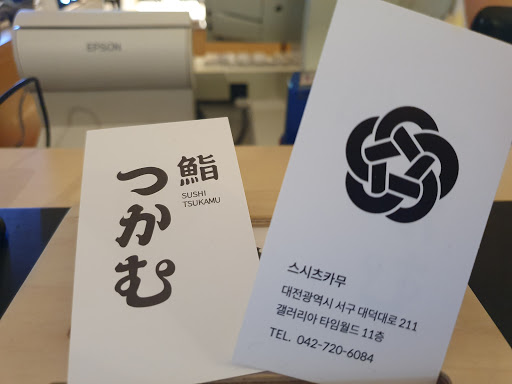 EPSON
鮨
つかむ
SUSHI
TSUKAMU
스시츠카무
대전광역시 서구 대덕대로 211
갤러리아 타임월드 11층
TEL. 042-720-6084